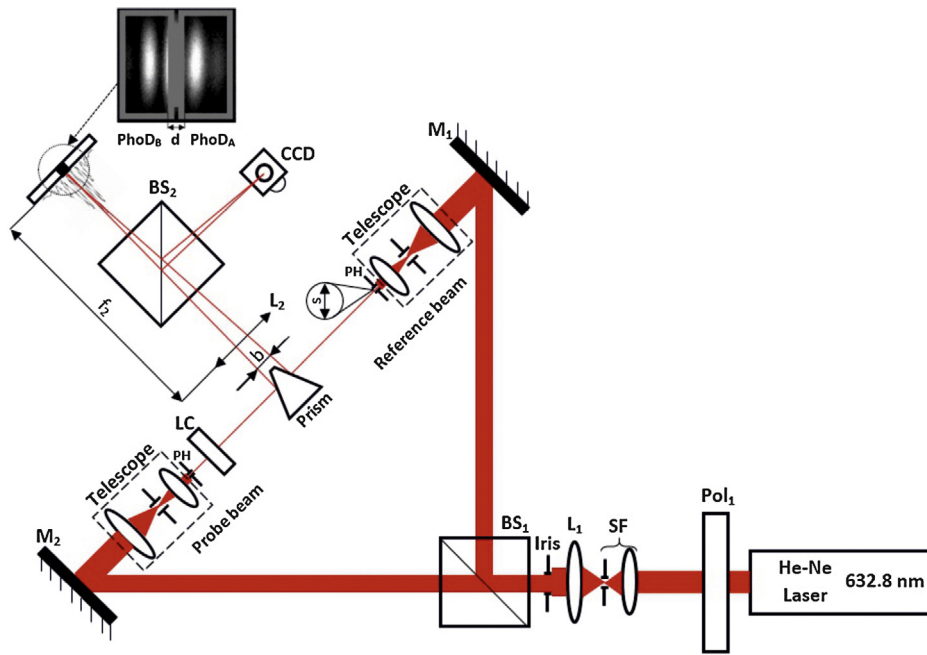 PhoD_B d PhoD_A
M₁
CCD
BS₂
Telescope
PH
s
Reference beam
L₂
f₂
b
Prism
LC
PH
Telescope
Probe beam
M₂
BS₁
Iris
L₁
SF
Pol₁
He-Ne
Laser
632.8 nm